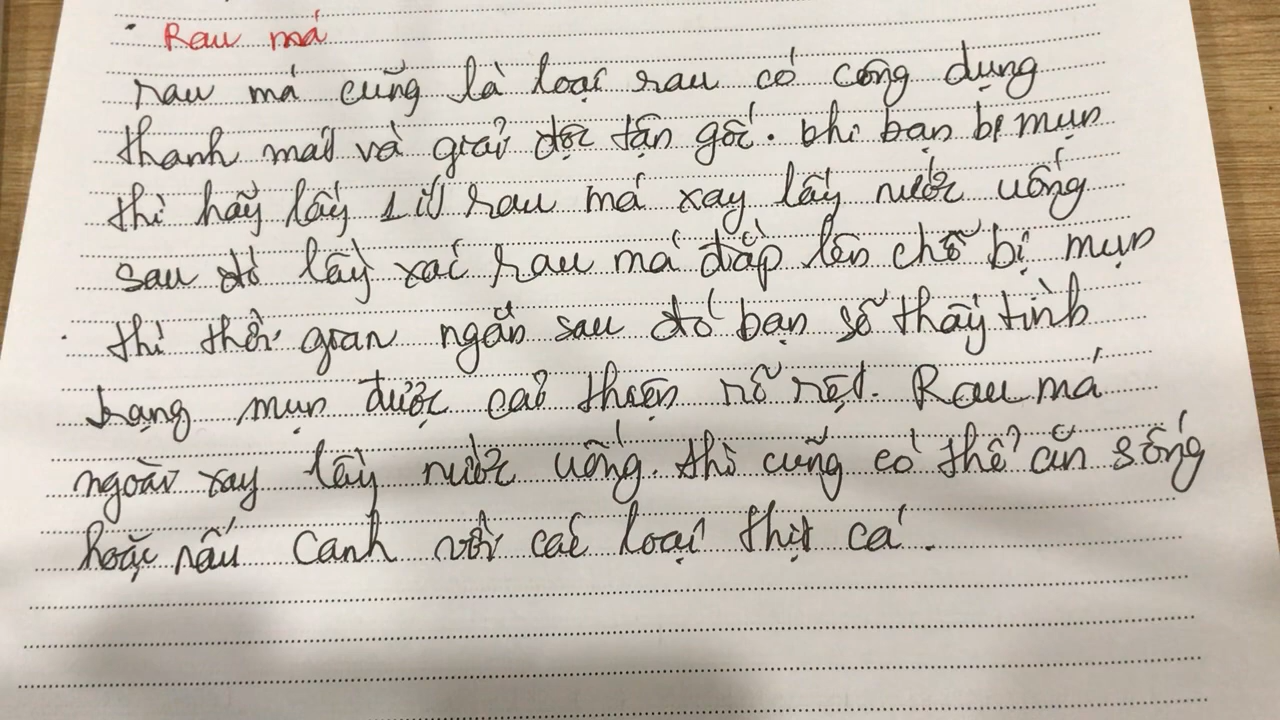 Rau má
rau má cũng là loại rau có công dụng
thanh mát và giải độc tận gốc. khi bạn bị mụn
thì hãy lấy 1 ít rau má xay lấy nước uống
sau đó lấy xác rau má đắp lên chỗ bị mụn
thì thời gian ngắn sau đó bạn sẽ thấy tình
trạng mụn được cải thiện rõ rệt. Rau má
ngoài xay lấy nước uống. thì cũng có thể ăn sống
hoặc nấu canh với các loại thịt cá.